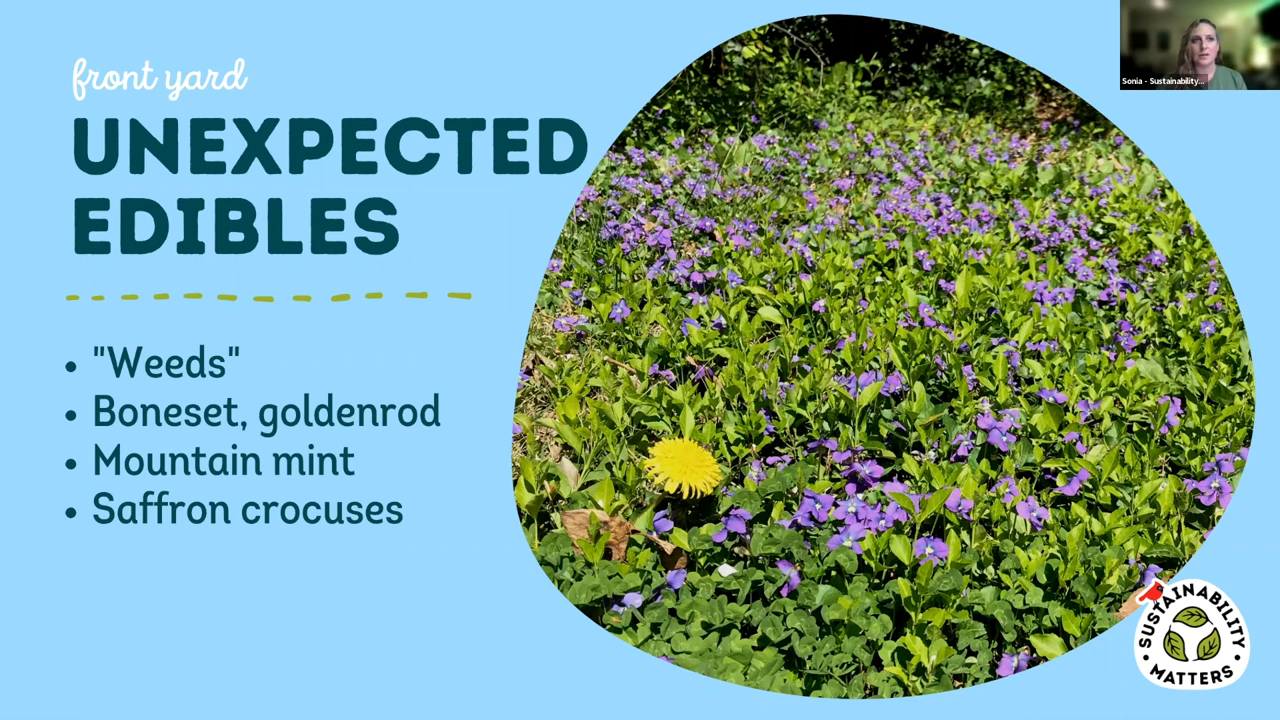 front yard
UNEXPECTED
EDIBLES
• "Weeds"
• Boneset, goldenrod
• Mountain mint
• Saffron crocuses
Sonia - Sustainability...
SUSTAINABILITY
MATTERS